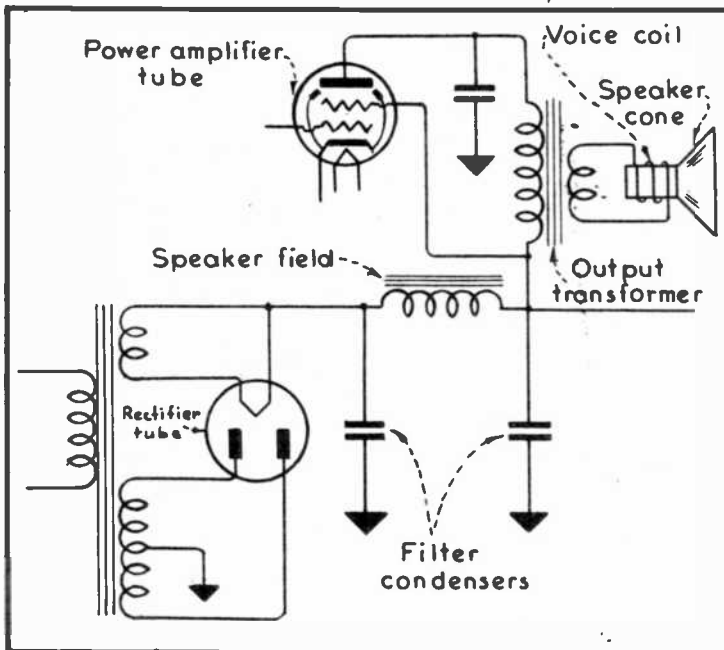 Power amplifier
tube
Voice coil
Speaker
cone
Speaker field
Output
transformer
Rectifier
tube
Filter
condensers